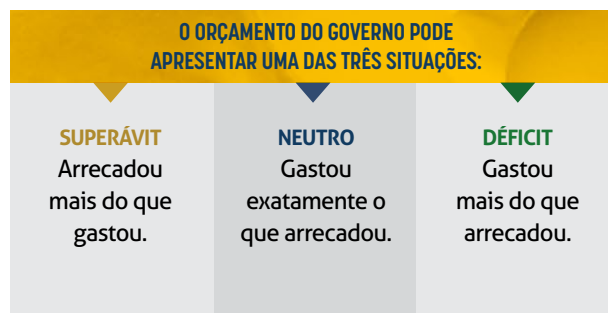 O ORÇAMENTO DO GOVERNO PODE
APRESENTAR UMA DAS TRÊS SITUAÇÕES:
SUPERÁVIT
Arrecadou
mais do que
gastou.
NEUTRO
Gastou
exatamente o
que arrecadou.
DÉFICIT
Gastou
mais do que
arrecadou.